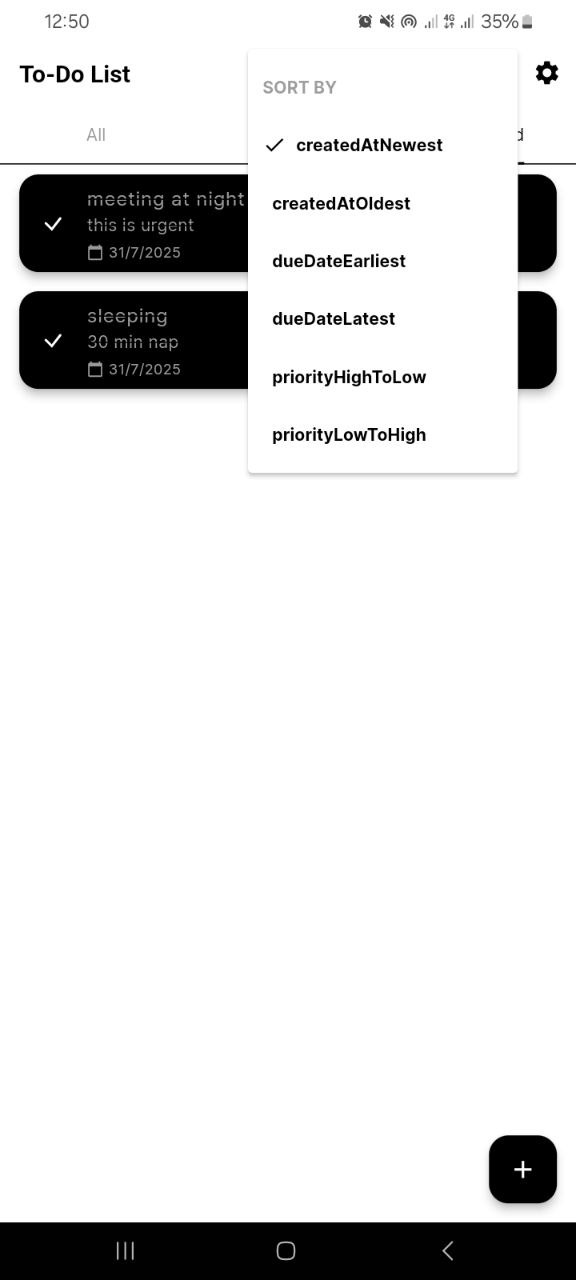 12:50 4G 35%
To-Do List
SORT BY
All
d
createdAtNewest
meeting at night
this is urgent
31/7/2025
createdAtOldest
dueDateEarliest
sleeping
30 min nap
31/7/2025
dueDateLatest
priorityHighToLow
priorityLowToHigh